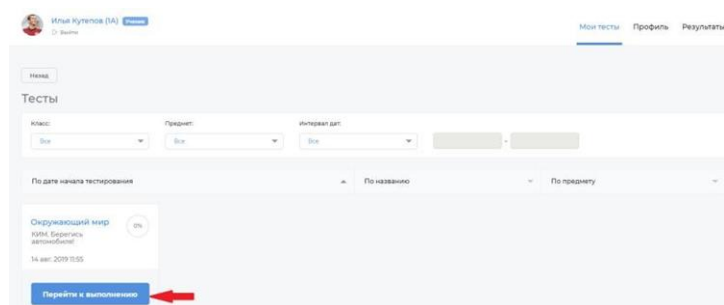 Илья Кутепов (1А) Ученик
Выйти
Мои тесты Профиль Результаты
Назад
Тесты
Класс: Предмет: Интервал дат:
Все Все Все -
По дате начала тестирования По названию По предмету
Окружающий мир 0%
КИМ. Берегись
автомобиля!
14 авг. 2019 11:55
Перейти к выполнению